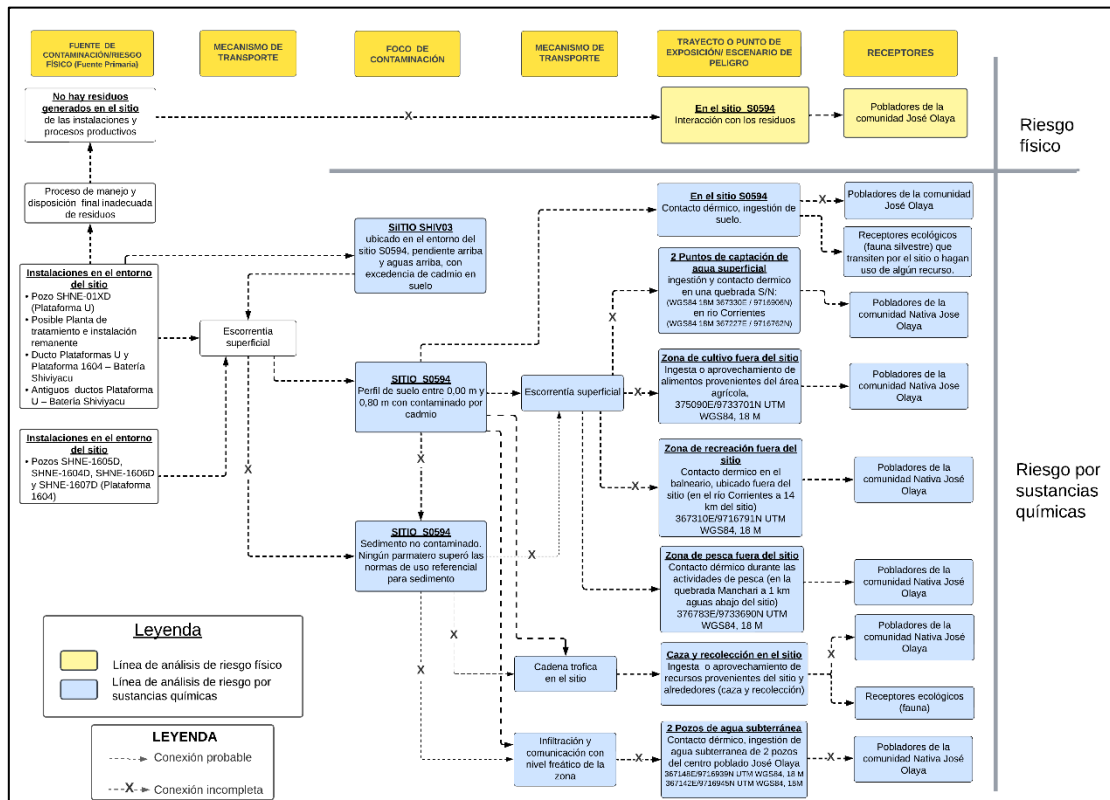 FUENTE DE
CONTAMINACIÓN/RIESGO
FÍSICO (Fuente Primaria)
MECANISMO DE
TRANSPORTE
FOCO DE
CONTAMINACIÓN
MECANISMO DE
TRANSPORTE
TRAYECTO O PUNTO DE
EXPOSICIÓN/ ESCENARIO DE
PELIGRO
RECEPTORES
No hay residuos
generados en el sitio
de las instalaciones y
procesos productivos
X
En el sitio S0594
Interacción con los residuos
Pobladores de la
comunidad José Olaya
Riesgo
físico
Proceso de manejo y
disposición final inadecuada
de residuos
Instalaciones en el entorno
del sitio
• Pozo SHNE-01XD
(Plataforma U)
• Posible Planta de
tratamiento e instalación
remanente
• Ducto Plataformas U y
Plataforma 1604 – Batería
Shiviyacu
• Antiguos ductos Plataforma
U – Batería Shiviyacu
Instalaciones en el entorno
del sitio
• Pozos SHNE-1605D,
SHNE-1604D, SHNE-1606D
y SHNE-1607D (Plataforma
1604)
Escorrentía
superficial
X
SiITIO SHIV03
ubicado en el entorno del
sitio S0594, pendiente arriba
y aguas arriba, con
excedencia de cadmio en
suelo
SITIO S0594
Perfil de suelo entre 0,00 m y
0,80 m con contaminado por
cadmio
X
SITIO S0594
Sedimento no contaminado.
Ningún parmatero superó las
normas de uso referencial
para sedimento
X
X
X
Escorrentía superficial
Cadena trofica
en el sitio
Infiltración y
comunicación con
nivel freático de la
zona
X
X
X
X
En el sitio S0594
Contacto dérmico, ingestión de
suelo.
X
Pobladores de la comunidad
José Olaya
Receptores ecológicos
(fauna silvestre) que
transiten por el sitio o hagan
uso de algún recurso.
2 Puntos de captación de
agua superficial
ingestión y contacto dermico
en una quebrada S/N:
(WGS84 18M 367330E / 9716906N)
en río Corrientes
(WGS84 18M 367227E / 9716762N)
X
Pobladores de la
comunidad Nativa Jose
Olaya
Zona de cultivo fuera del sitio
Ingesta o aprovechamiento de
alimentos provenientes del área
agrícola,
375090E/9733701N UTM
WGS84, 18 M
X
Pobladores de la
comunidad Nativa Jose
Olaya
Zona de recreación fuera del
sitio
Contacto dermico en el
balneario, ubicado fuera del
sitio (en el río Corrientes a 14
km del sitio)
367310E/9716791N UTM
WGS84, 18 M
X
Pobladores de la
comunidad Nativa José
Olaya
Riesgo por
sustancias
químicas
Zona de pesca fuera del sitio
Contacto dérmico durante las
actividades de pesca (en la
quebrada Manchari a 1 km
aguas abajo del sitio)
376783E/9733690N UTM
WGS84, 18 M
X
Pobladores de la
comunidad Nativa José
Olaya
Caza y recolección en el sitio
Ingesta o aprovechamiento de
recursos provenientes del sitio y
alrededores (caza y recolección)
X
Pobladores de la
comunidad Nativa José
Olaya
Receptores ecológicos
(fauna)
2 Pozos de agua subterránea
Contacto dérmico, ingestión de
agua subterranea de 2 pozos
del centro poblado José Olaya
367148E/9716939N UTM WGS84, 18 M
367142E/9716945N UTM WGS84, 18M
X
Pobladores de la
comunidad Nativa José
Olaya
Leyenda
Línea de análisis de riesgo físico
Línea de análisis de riesgo por
sustancias químicas
LEYENDA
Conexión probable
X
Conexión incompleta